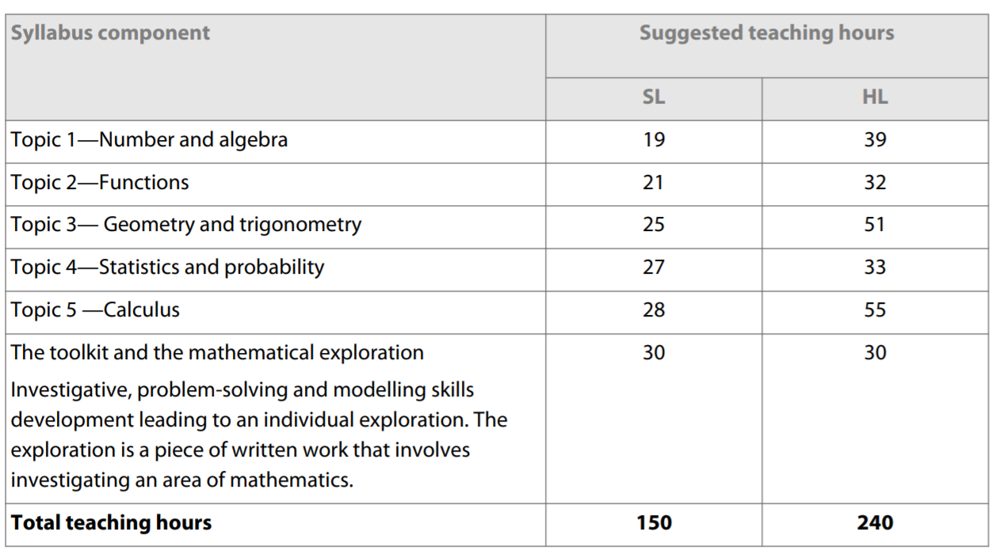 Syllabus component
Suggested teaching hours
SL
HL
Topic 1—Number and algebra 19 39
Topic 2—Functions 21 32
Topic 3— Geometry and trigonometry 25 51
Topic 4—Statistics and probability 27 33
Topic 5 —Calculus 28 55
The toolkit and the mathematical exploration 30 30
Investigative, problem-solving and modelling skills
development leading to an individual exploration. The
exploration is a piece of written work that involves
investigating an area of mathematics.
Total teaching hours 150 240